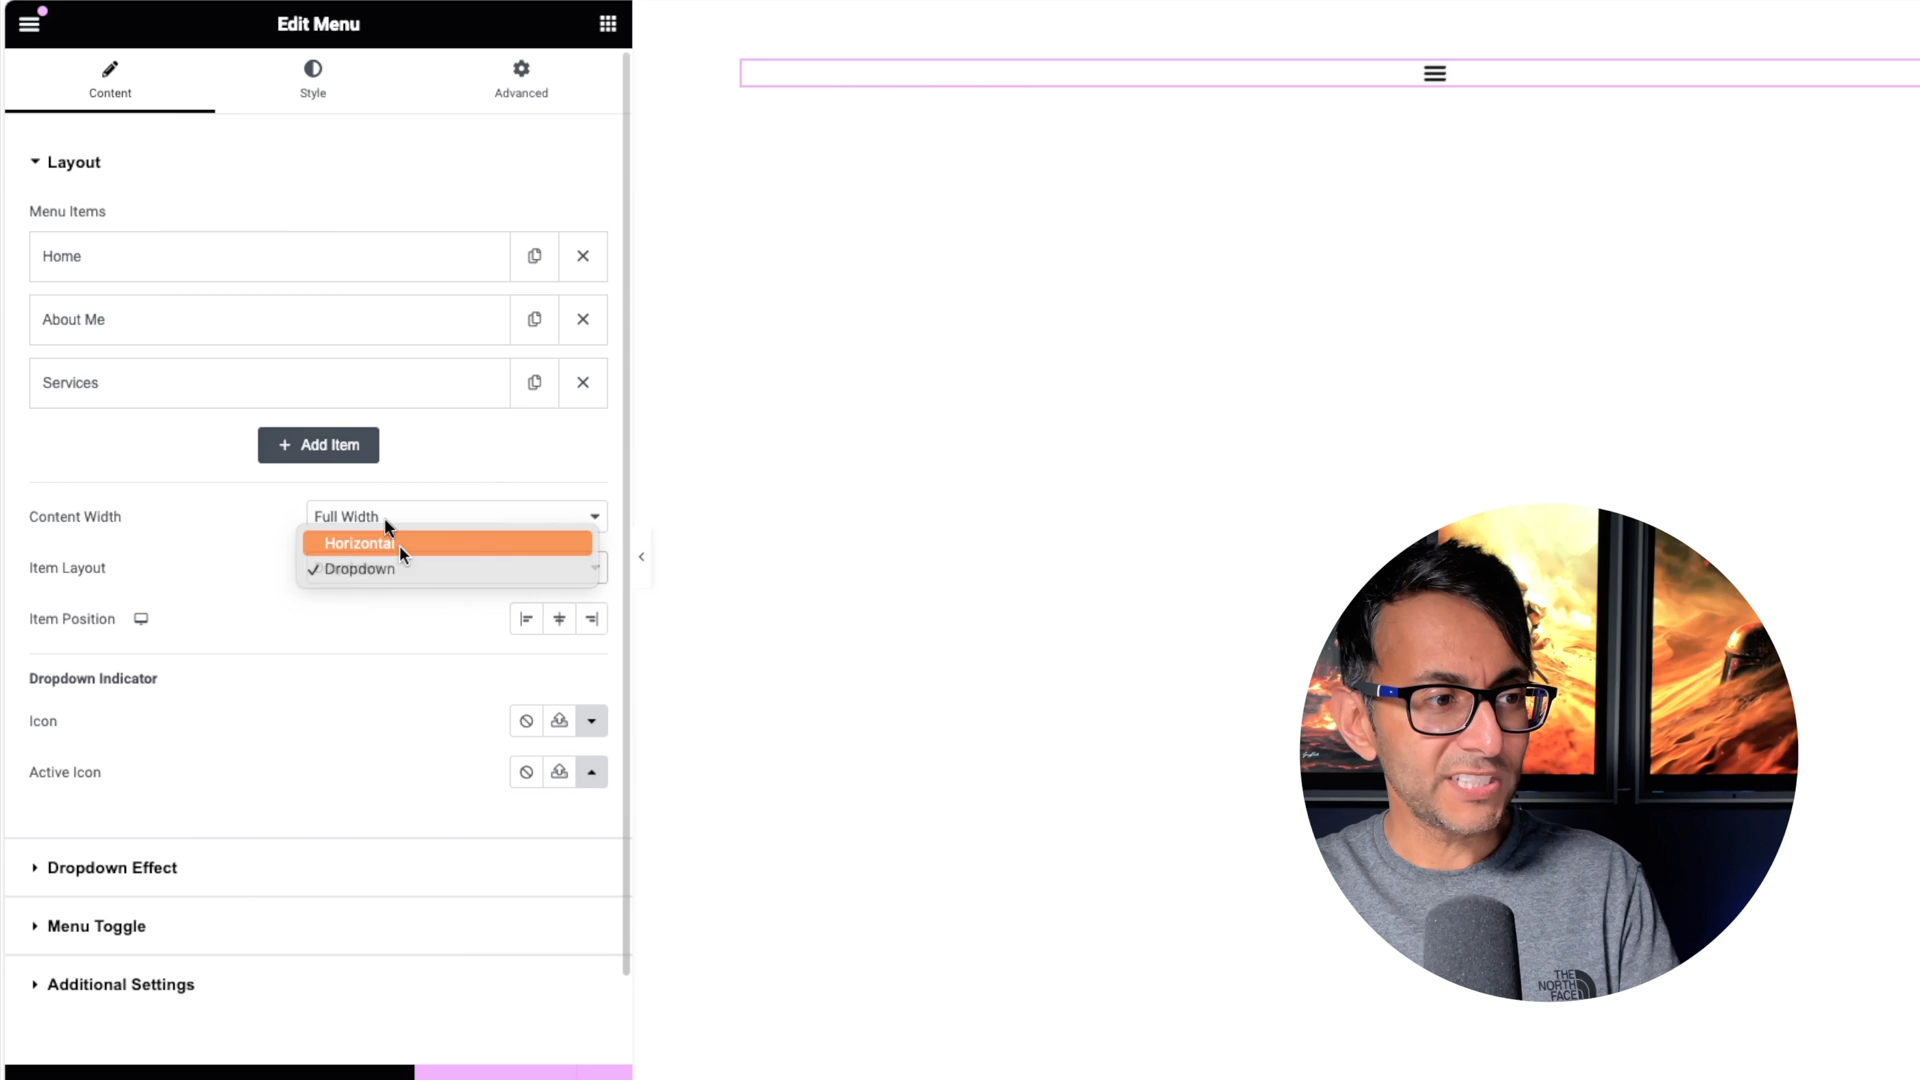 Edit Menu
Content
Style
Advanced
Layout
Menu Items
Home
About Me
Services
+ Add Item
Content Width
Full Width
Horizontal
Item Layout
Dropdown
Item Position
Dropdown Indicator
Icon
Active Icon
Dropdown Effect
Menu Toggle
Additional Settings
THE
NORTH
FACE